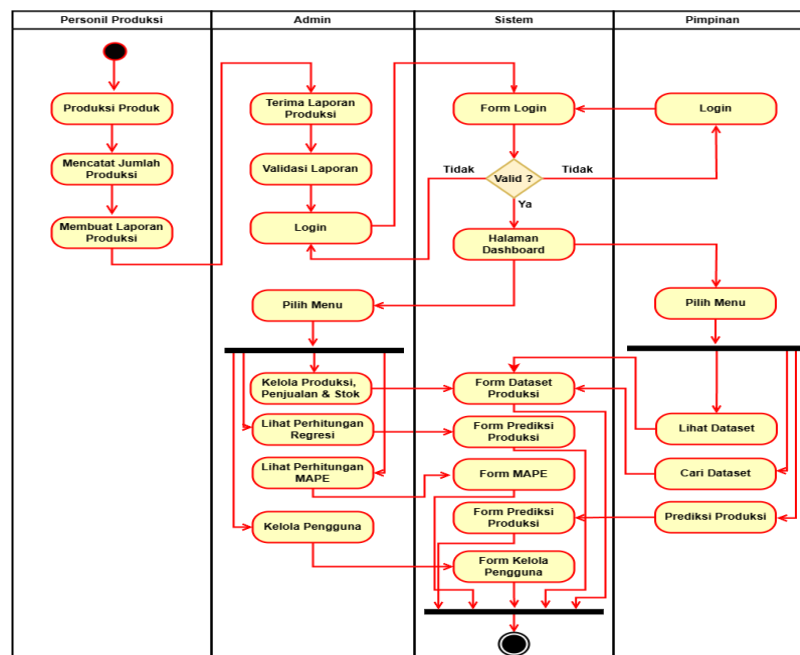 Personil Produksi
Admin
Sistem
Pimpinan
Produksi Produk
Mencatat Jumlah
Produksi
Membuat Laporan
Produksi
Terima Laporan
Produksi
Validasi Laporan
Login
Form Login
Login
Tidak
Valid ?
Tidak
Ya
Halaman
Dashboard
Pilih Menu
Pilih Menu
Kelola Produksi,
Penjualan & Stok
Lihat Perhitungan
Regresi
Lihat Perhitungan
MAPE
Kelola Pengguna
Form Dataset
Produksi
Form Prediksi
Produksi
Form MAPE
Form Prediksi
Produksi
Form Kelola
Pengguna
Lihat Dataset
Cari Dataset
Prediksi Produksi